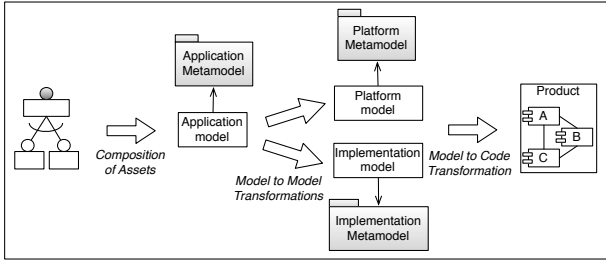 Application
Metamodel
Application
model
Composition
of Assets
Platform
Metamodel
Platform
model
Model to Model
Transformations
Implementation
model
Implementation
Metamodel
Model to Code
Transformation
Product
A
B
C